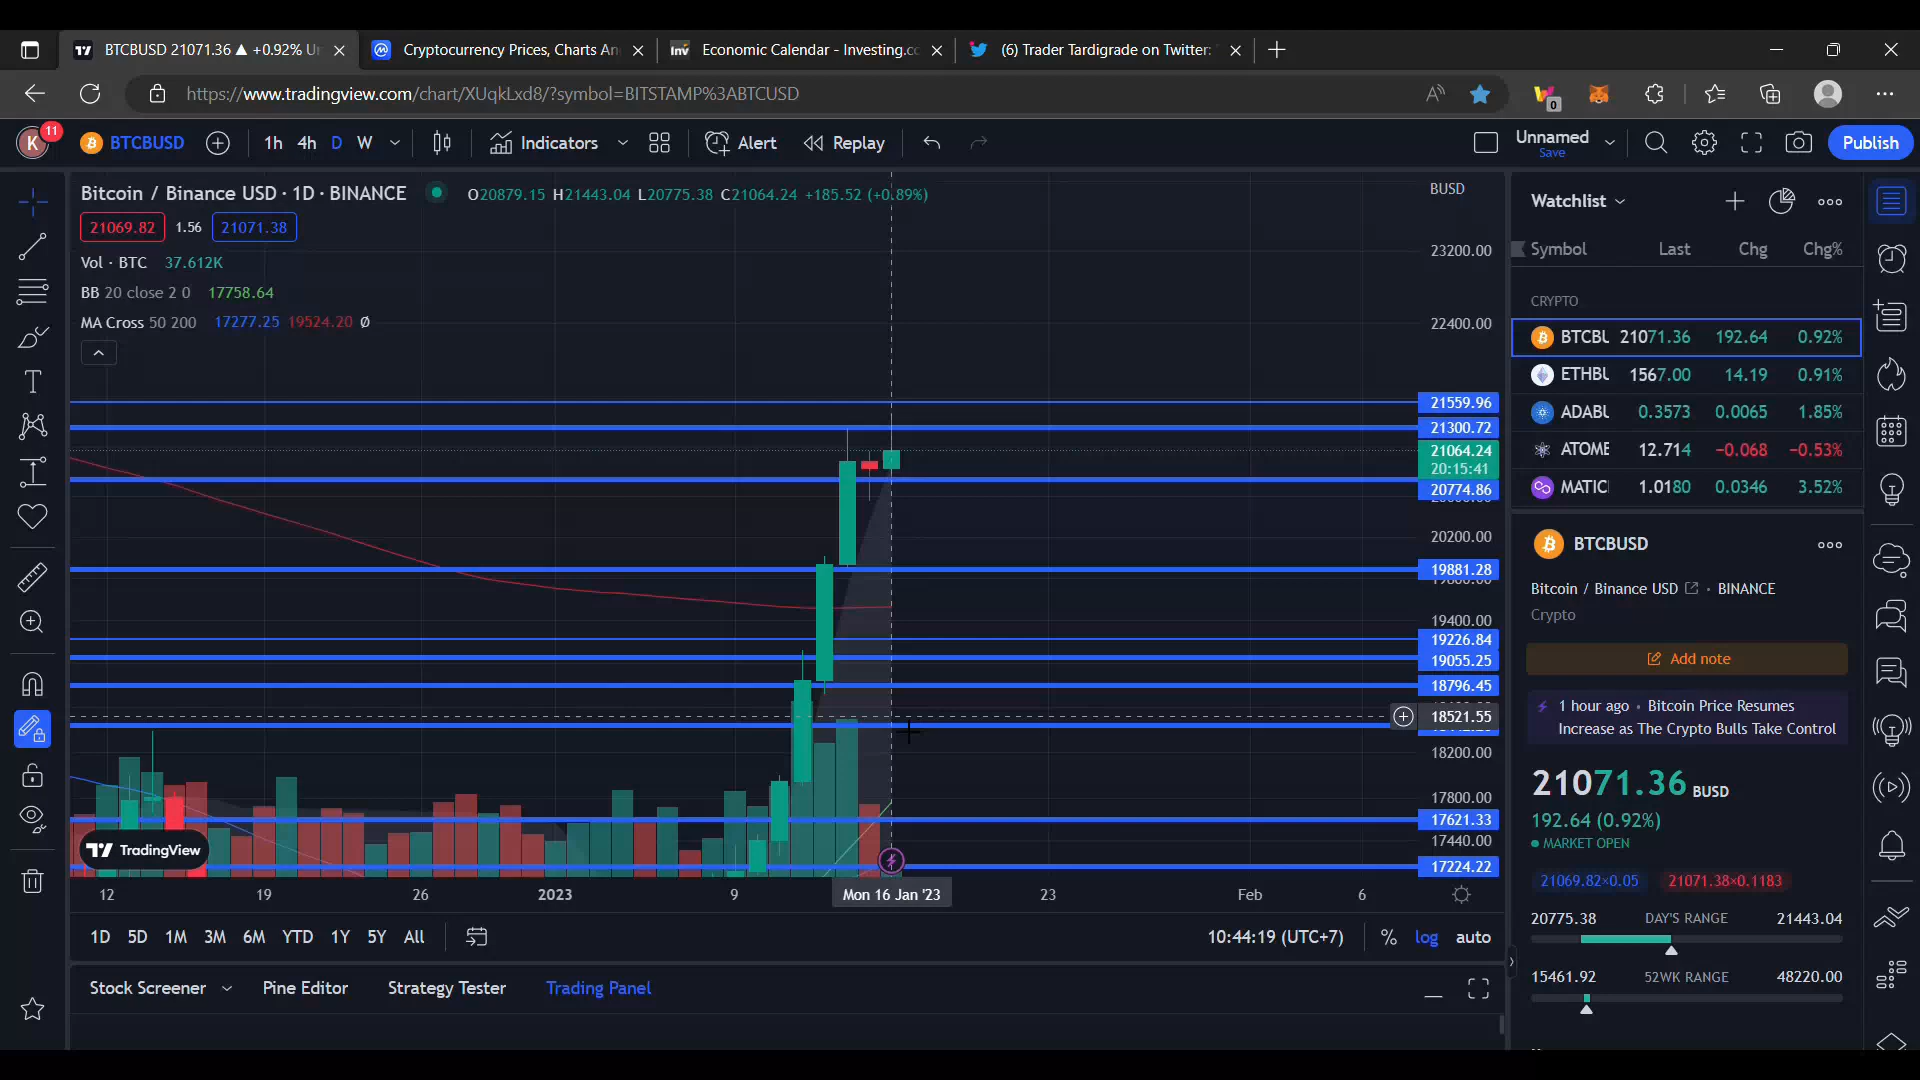 BTCBUSD 21071.36 ▲ +0.92% U
Cryptocurrency Prices, Charts An
Economic Calendar - Investing.co
(6) Trader Tardigrade on Twitter:
https://www.tradingview.com/chart/XUqkLxd8/?symbol=BITSTAMP%3ABTCUSD
0
K 11 BTCBUSD 1h 4h D W Indicators Alert Replay Unnamed Save Publish
Bitcoin / Binance USD · 1D · BINANCE O20879.15 H21443.04 L20775.38 C21064.24 +185.52 (+0.89%)
21069.82 1.56 21071.38
Vol · BTC 37.612K
BB 20 close 2 0 17758.64
MA Cross 50 200 17277.25 19524.20 Ø
BUSD
23200.00
22400.00
21559.96
21300.72
21064.24
20:15:41
20774.86
20200.00
19881.28
19400.00
19226.84
19055.25
18796.45
18521.55
18200.00
17800.00
17621.33
17440.00
17224.22
TradingView
12 19 26 2023 9 Mon 16 Jan '23 23 Feb 6
1D 5D 1M 3M 6M YTD 1Y 5Y All 10:44:19 (UTC+7) % log auto
Stock Screener Pine Editor Strategy Tester Trading Panel
Watchlist
Symbol Last Chg Chg%
CRYPTO
BTCBU 21071.36 192.64 0.92%
ETHBU 1567.00 14.19 0.91%
ADABU 0.3573 0.0065 1.85%
ATOMB 12.714 −0.068 −0.53%
MATIC 1.0180 0.0346 3.52%
BTCBUSD
Bitcoin / Binance USD · BINANCE
Crypto
Add note
1 hour ago · Bitcoin Price Resumes
Increase as The Crypto Bulls Take Control
21071.36 BUSD
192.64 (0.92%)
MARKET OPEN
21069.82×0.05 21071.38×0.1183
20775.38 DAY'S RANGE 21443.04
15461.92 52WK RANGE 48220.00